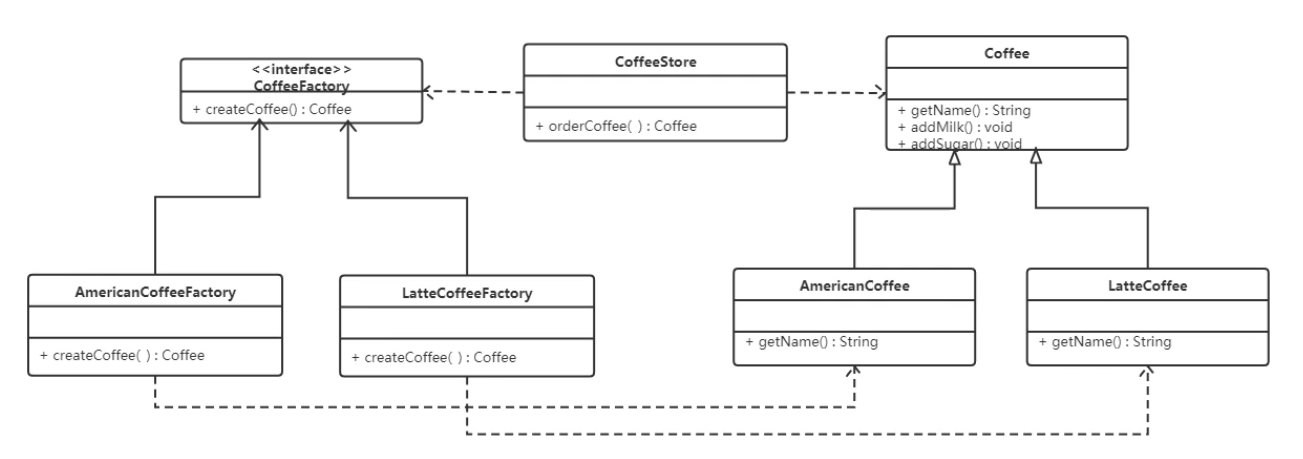 <<interface>>
CoffeeFactory
+ createCoffee() : Coffee
CoffeeStore
+ orderCoffee( ) : Coffee
Coffee
+ getName() : String
+ addMilk() : void
+ addSugar() : void
AmericanCoffeeFactory
+ createCoffee( ) : Coffee
LatteCoffeeFactory
+ createCoffee( ) : Coffee
AmericanCoffee
+ getName() : String
LatteCoffee
+ getName() : String